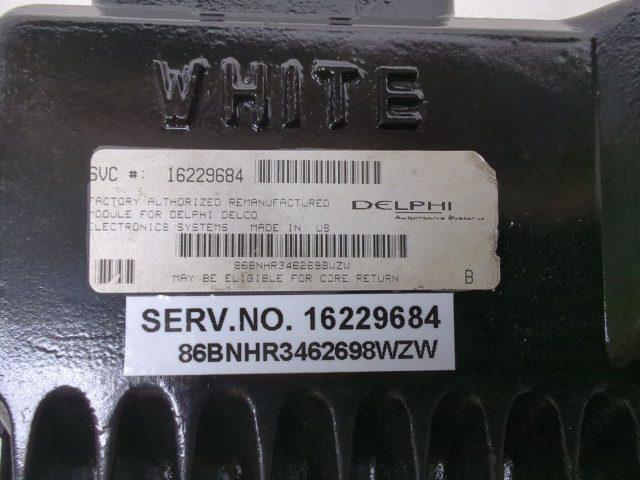 WHITE
SVC #: 16229684
FACTORY AUTHORIZED REMANUFACTURED
MODULE FOR DELPHI DELCO
ELECTRONICS SYSTEMS MADE IN US
DELPHI
Automotive Systems
86BNHR3462698WZW
MAY BE ELIGIBLE FOR CORE RETURN
B
SERV.NO. 16229684
86BNHR3462698WZW